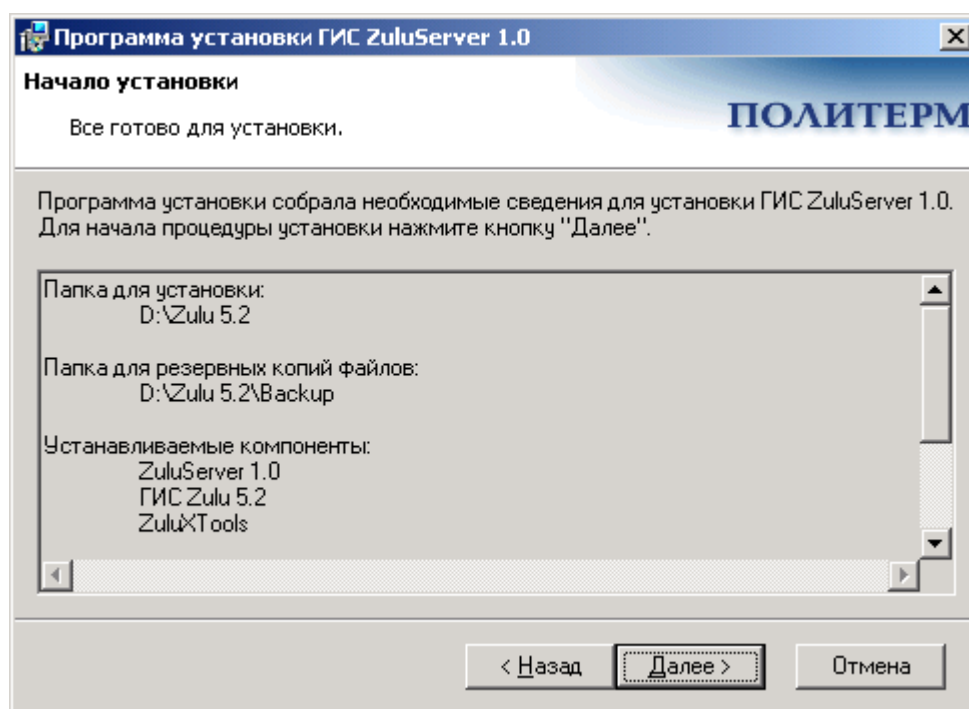 Программа установки ГИС ZuluServer 1.0
Начало установки
Все готово для установки.
ПОЛИТЕРМ
Программа установки собрала необходимые сведения для установки ГИС ZuluServer 1.0.
Для начала процедуры установки нажмите кнопку "Далее".
Папка для установки:
D:\Zulu 5.2
Папка для резервных копий файлов:
D:\Zulu 5.2\Backup
Устанавливаемые компоненты:
ZuluServer 1.0
ГИС Zulu 5.2
ZuluXTools
< Назад
Далее >
Отмена